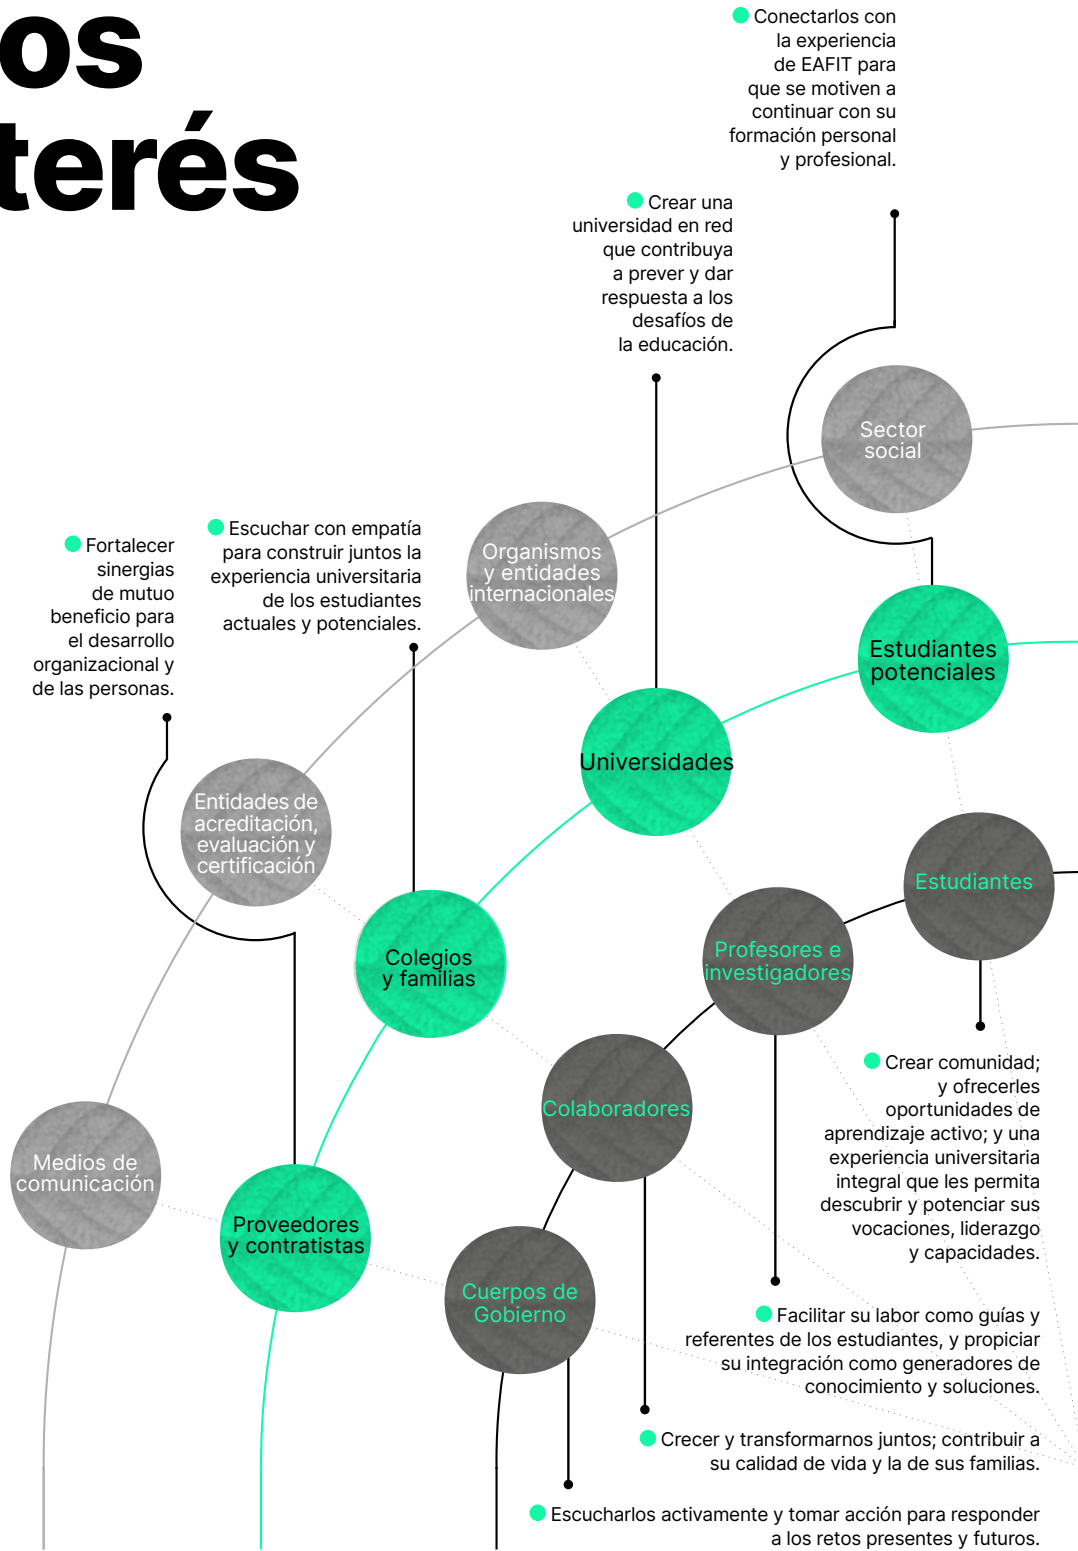 os
terés
Conectarlos con
la experiencia
de EAFIT para
que se motiven a
continuar con su
formación personal
y profesional.
Crear una
universidad en red
que contribuya
a prever y dar
respuesta a los
desafíos de
la educación.
Sector
social
Fortalecer
sinergias
de mutuo
beneficio para
el desarrollo
organizacional y
de las personas.
Escuchar con empatía
para construir juntos la
experiencia universitaria
de los estudiantes
actuales y potenciales.
Organismos
y entidades
internacionales
Estudiantes
potenciales
Universidades
Entidades de
acreditación,
evaluación y
certificación
Estudiantes
Colegios
y familias
Profesores e
investigadores
Colaboradores
Medios de
comunicación
Proveedores
y contratistas
Cuerpos de
Gobierno
Crear comunidad;
y ofrecerles
oportunidades de
aprendizaje activo; y una
experiencia universitaria
integral que les permita
descubrir y potenciar sus
vocaciones, liderazgo
y capacidades.
Facilitar su labor como guías y
referentes de los estudiantes, y propiciar
su integración como generadores de
conocimiento y soluciones.
Crecer y transformarnos juntos; contribuir a
su calidad de vida y la de sus familias.
Escucharlos activamente y tomar acción para responder
a los retos presentes y futuros.